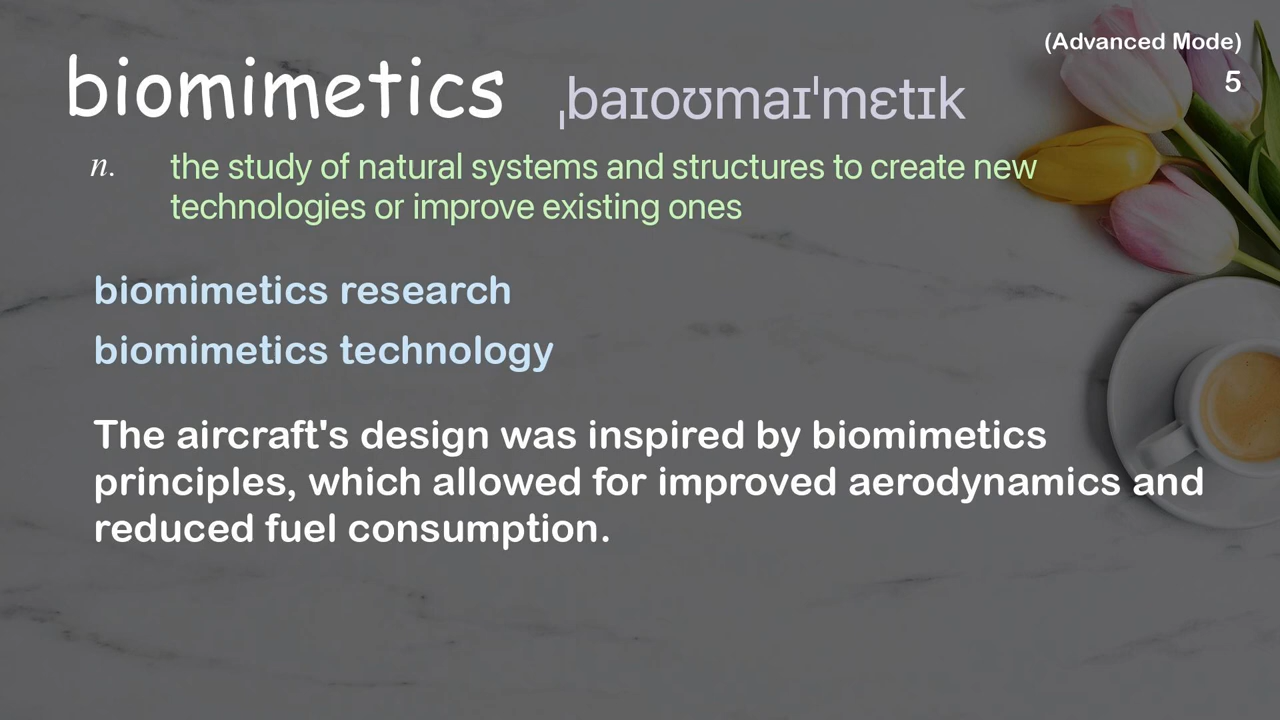 (Advanced Mode)
5
biomimetics ˌbaɪoʊmaɪˈmɛtɪk
n. the study of natural systems and structures to create new
technologies or improve existing ones
biomimetics research
biomimetics technology
The aircraft's design was inspired by biomimetics
principles, which allowed for improved aerodynamics and
reduced fuel consumption.